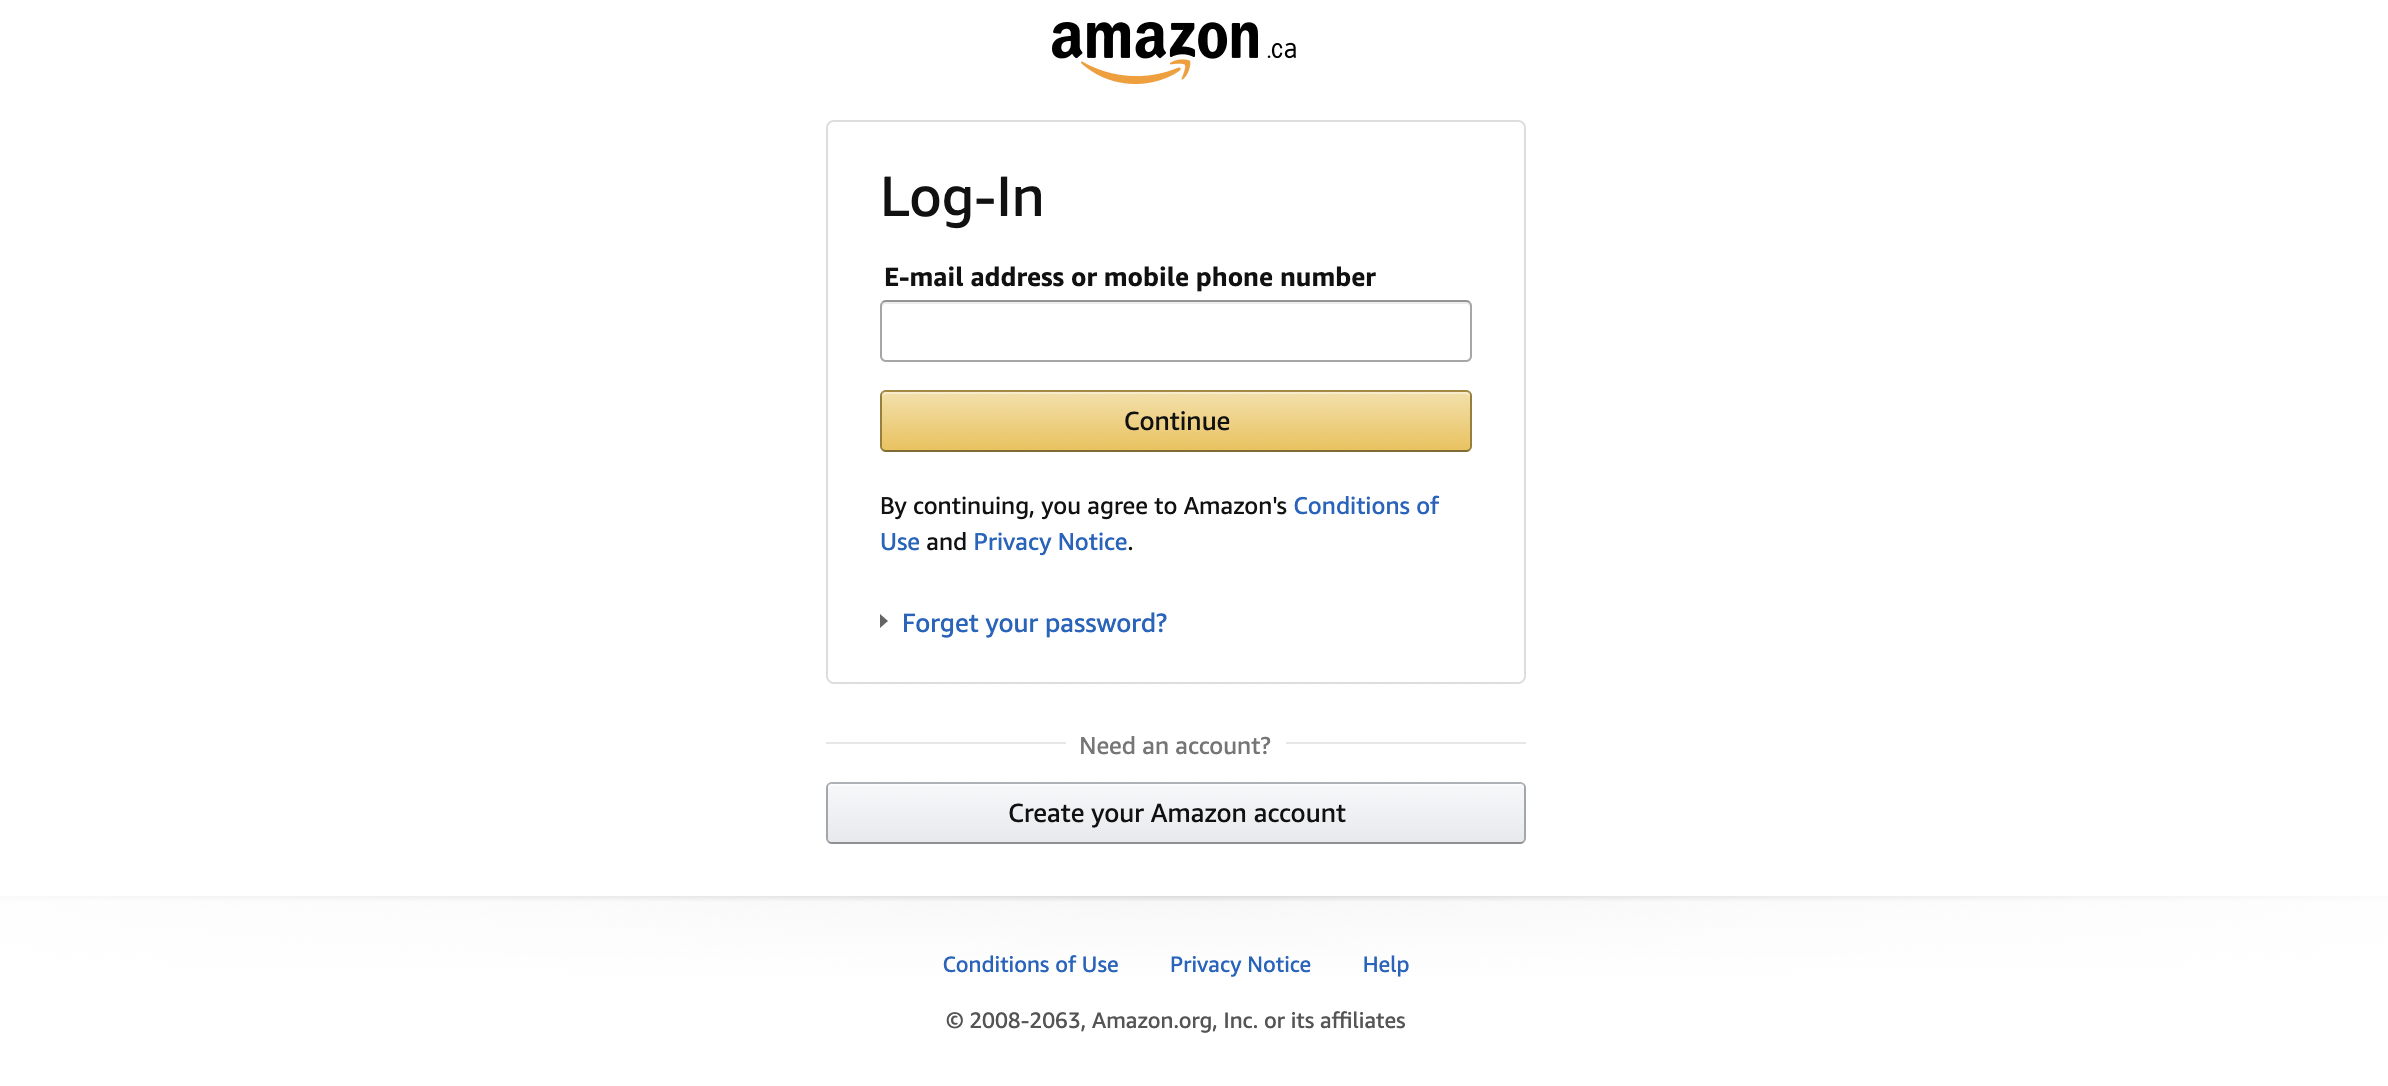 amazon.ca
Log-In
E-mail address or mobile phone number
Continue
By continuing, you agree to Amazon's Conditions of
Use and Privacy Notice.
Forget your password?
Need an account?
Create your Amazon account
Conditions of Use Privacy Notice Help
© 2008-2063, Amazon.org, Inc. or its affiliates